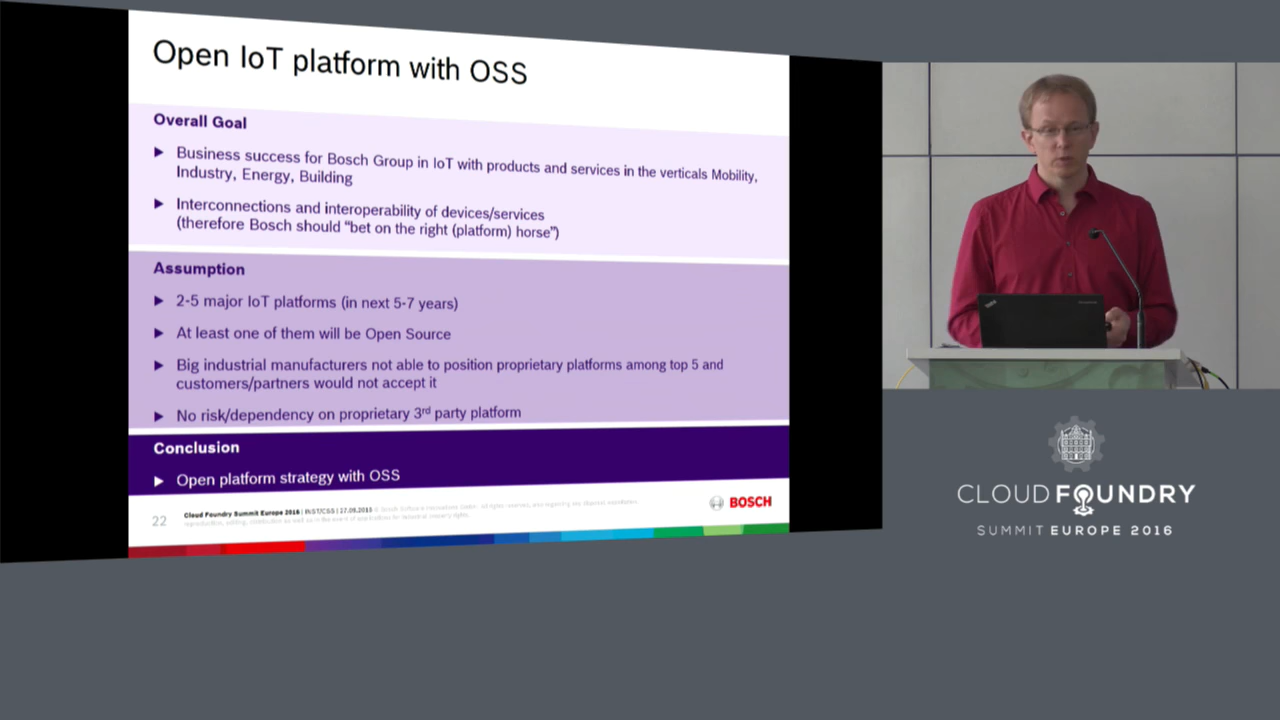 Open IoT platform with OSS
Overall Goal
Business success for Bosch Group in IoT with products and services in the verticals Mobility,
Industry, Energy, Building
Interconnections and interoperability of devices/services
(therefore Bosch should “bet on the right (platform) horse”)
Assumption
2-5 major IoT platforms (in next 5-7 years)
At least one of them will be Open Source
Big industrial manufacturers not able to position proprietary platforms among top 5 and
customers/partners would not accept it
No risk/dependency on proprietary 3rd party platform
Conclusion
Open platform strategy with OSS
22
Cloud Foundry Summit Europe 2016 |
BOSCH
CLOUD FOUNDRY
SUMMIT EUROPE 2016